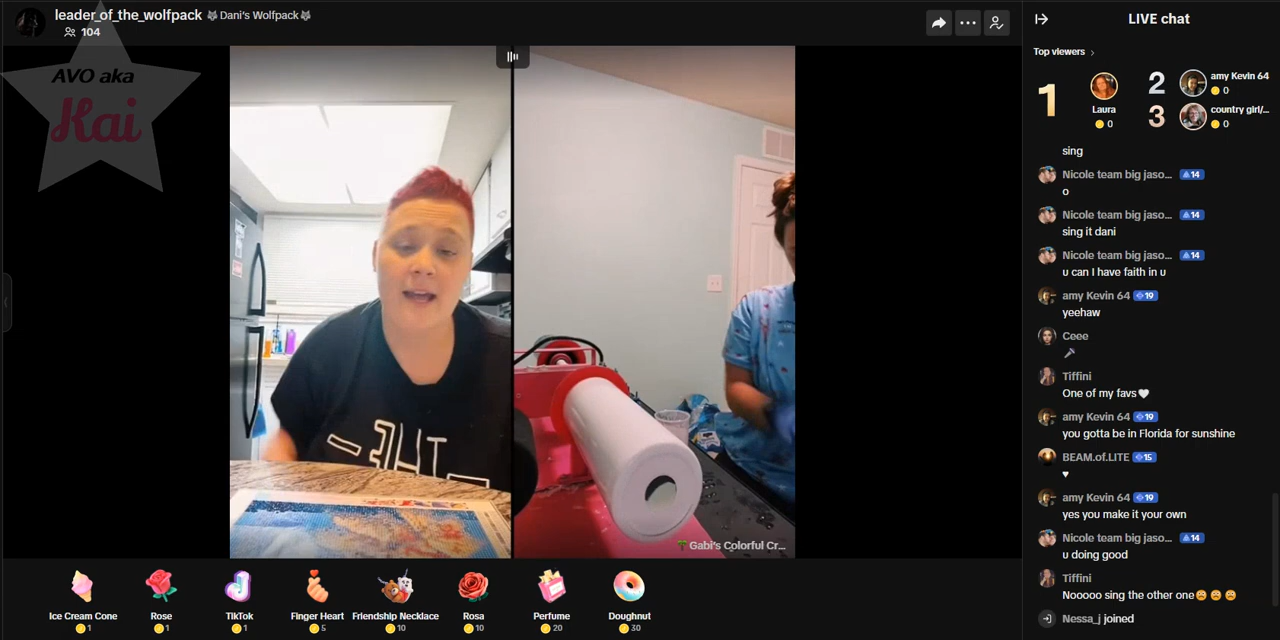 leader_of_the_wolfpack 🐺Dani's Wolfpack🐺
104
AVO aka
Kai
🌴Gabi's Colorful Cr...
Ice Cream Cone
1
Rose
1
TikTok
1
Finger Heart
5
Friendship Necklace
10
Rosa
10
Perfume
20
Doughnut
30
LIVE chat
Top viewers
1
Laura
0
2
amy Kevin 64
0
3
country girl/...
0
sing
Nicole team big jaso... 14
o
Nicole team big jaso... 14
sing it dani
Nicole team big jaso... 14
u can I have faith in u
amy Kevin 64 19
yeehaw
Ceee
🎤
Tiffini
One of my favs🤍
amy Kevin 64 19
you gotta be in Florida for sunshine
BEAM.of.LITE 15
♥
amy Kevin 64 19
yes you make it your own
Nicole team big jaso... 14
u doing good
Tiffini
Nooooo sing the other one😩😩😩
Nessa_j joined